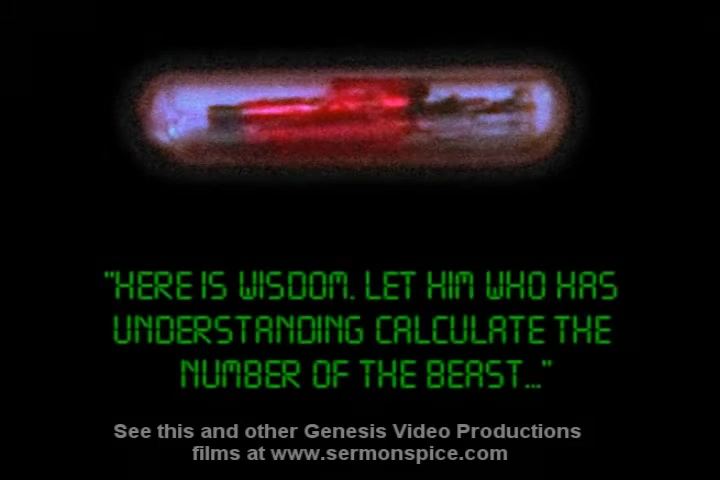 "HERE IS WISDOM. LET HIM WHO HAS
UNDERSTANDING CALCULATE THE
NUMBER OF THE BEAST..."
See this and other Genesis Video Productions
films at www.sermonspice.com